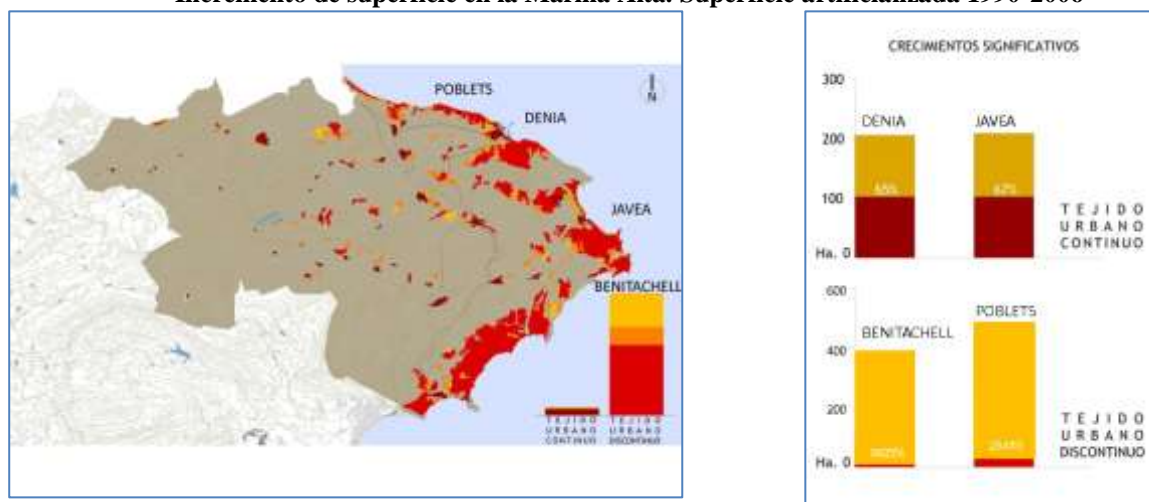 Incremento de superficie en la Marina Alta. Superficie artificializada 1990-2006
POBLETS
DENIA
JAVEA
BENITACHELL
N
TEJIDO
URBANO
CONTINUO
TEJIDO
URBANO
DISCONTINUO
CRECIMIENTOS SIGNIFICATIVOS
300
200
100
Ha. 0
DENIA
JAVEA
62%
TEJIDO
URBANO
CONTINUO
600
400
200
Ha. 0
BENITACHELL
POBLETS
TEJIDO
URBANO
DISCONTINUO